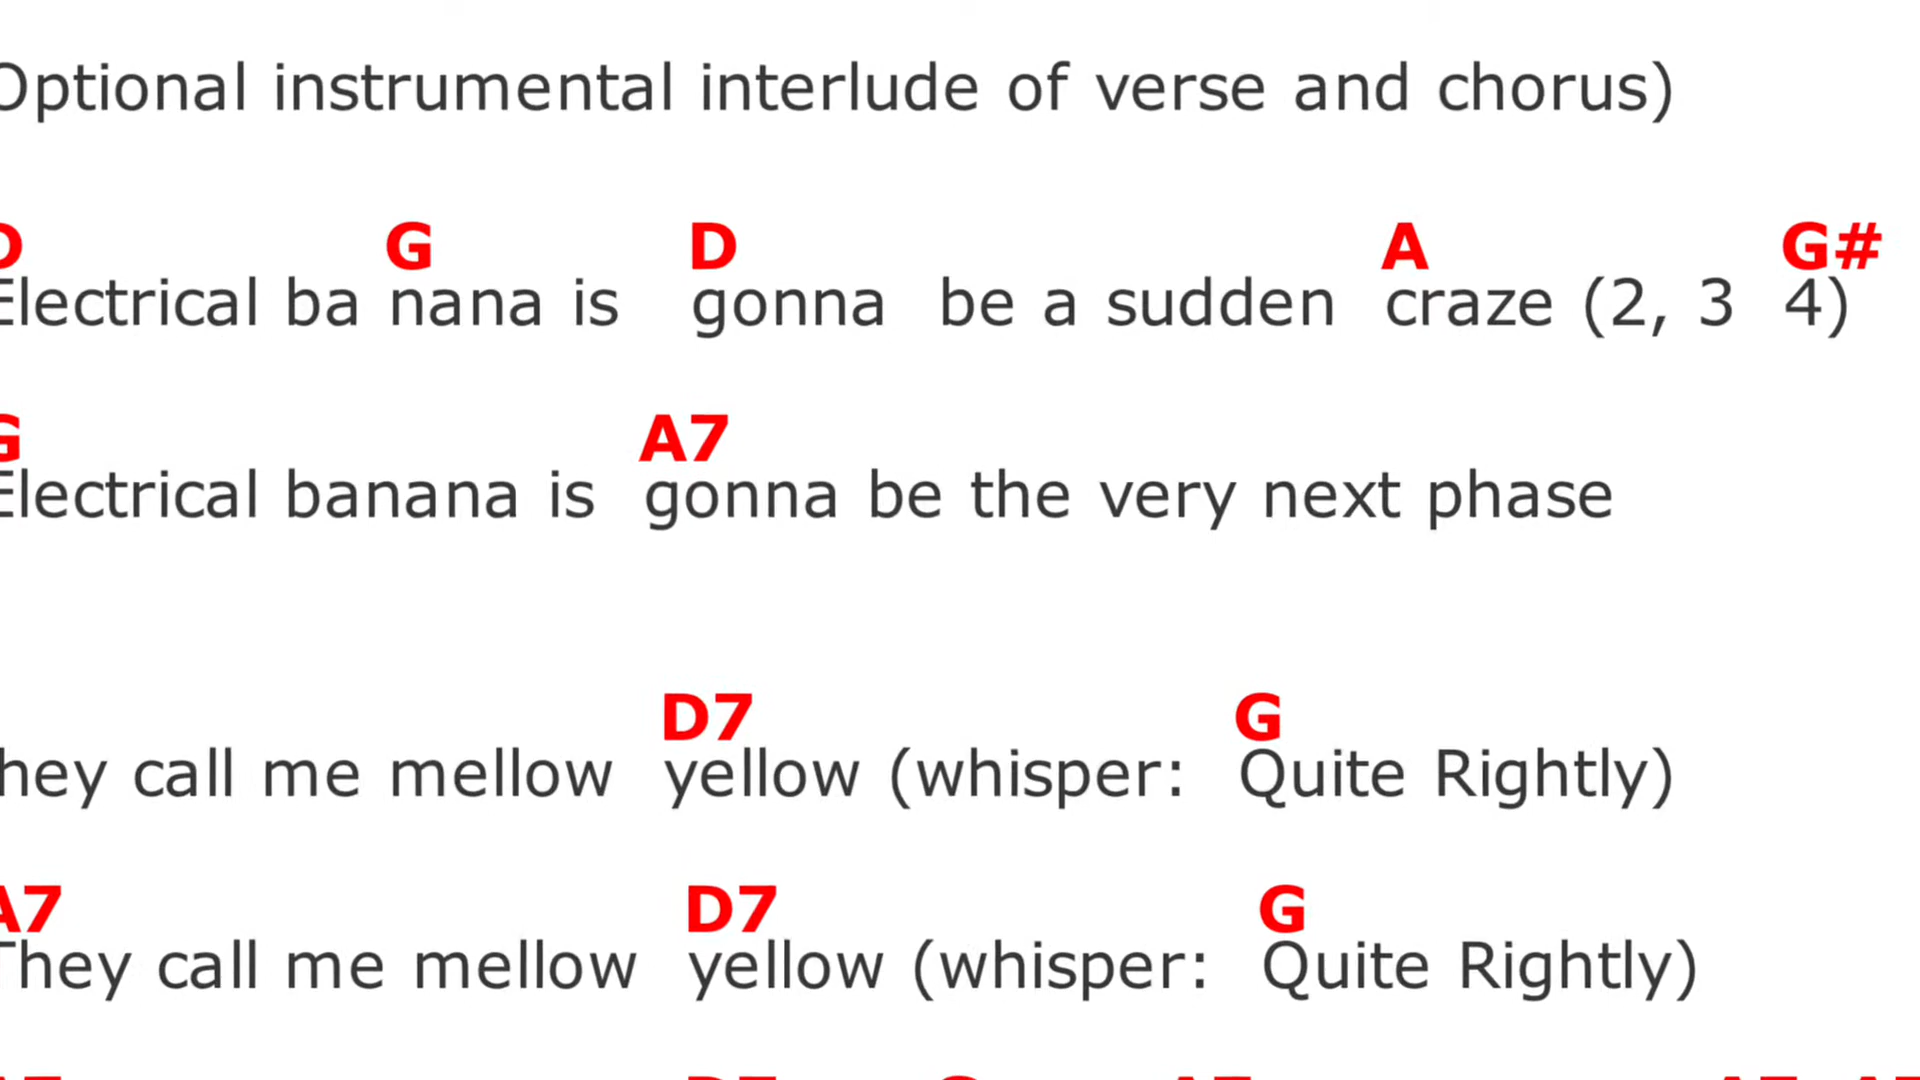 Optional instrumental interlude of verse and chorus)
D G D A G#
Electrical ba nana is gonna be a sudden craze (2, 3 4)
G A7
Electrical banana is gonna be the very next phase
D7 G
hey call me mellow yellow (whisper: Quite Rightly)
A7 D7 G
They call me mellow yellow (whisper: Quite Rightly)